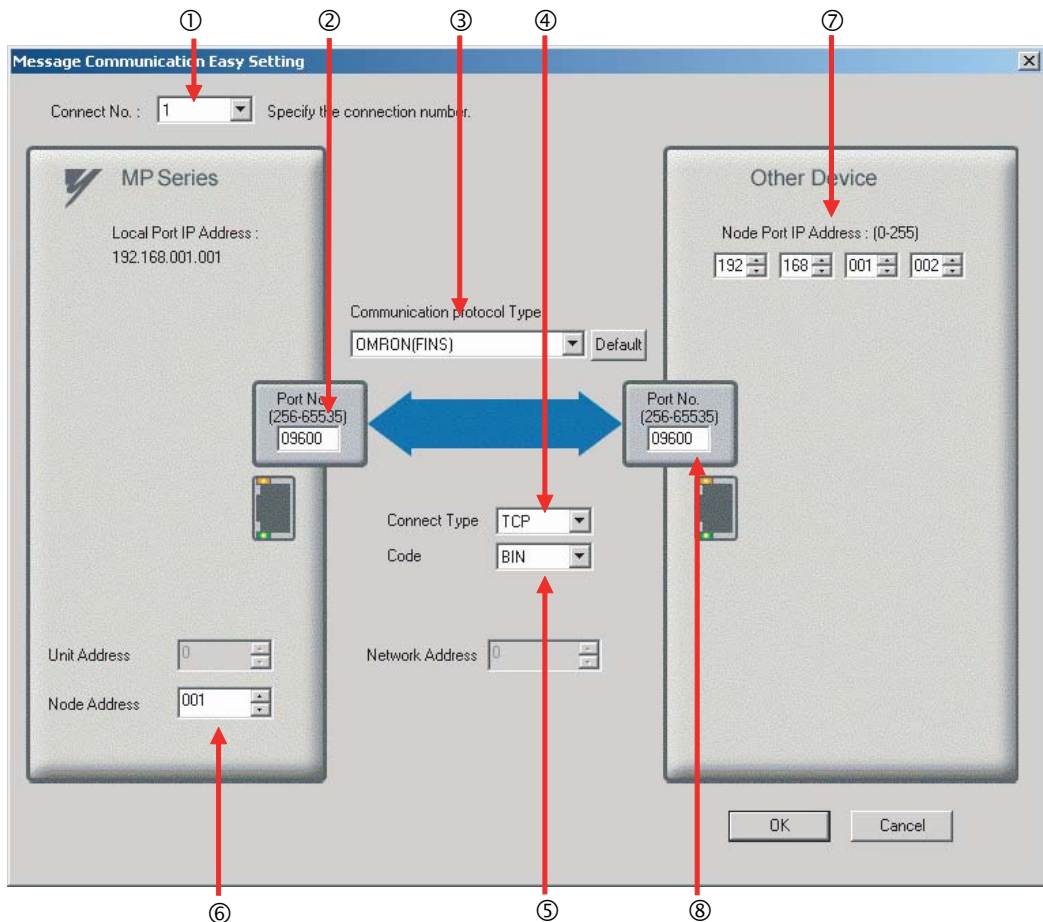 ① ② ③ ④ ⑦
Message Communication Easy Setting
Connect No. : 1 Specify the connection number.
MP Series
Local Port IP Address :
192.168.001.001
Other Device
Node Port IP Address : (0-255)
192 168 001 002
Communication protocol Type
OMRON(FINS) Default
Port No.
(256-65535)
09600
Port No.
(256-65535)
09600
Connect Type TCP
Code BIN
Unit Address 0
Network Address 0
Node Address 001
OK Cancel
⑥ ⑤ ⑧